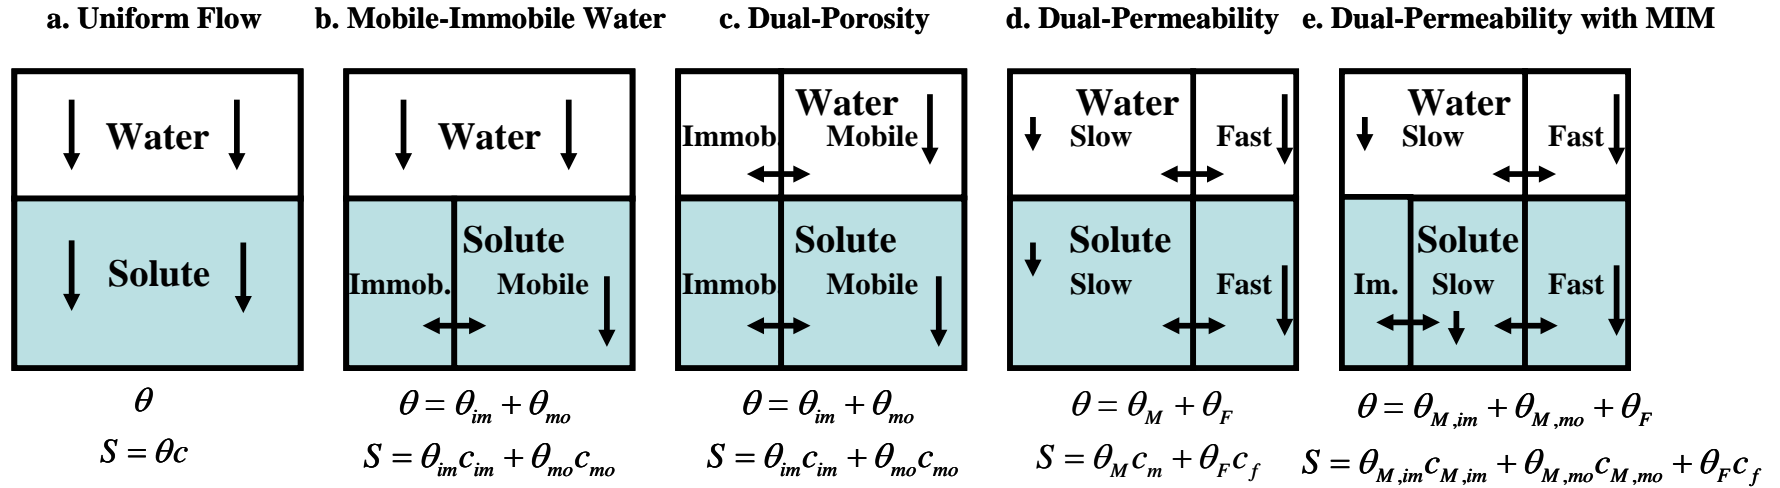 a. Uniform Flow
Water
Solute
θ
S = θc
b. Mobile-Immobile Water
Water
Solute
Immob. Mobile
θ = θ_im + θ_mo
S = θ_im c_im + θ_mo c_mo
c. Dual-Porosity
Water
Immob. Mobile
Solute
Immob. Mobile
θ = θ_im + θ_mo
S = θ_im c_im + θ_mo c_mo
d. Dual-Permeability
Water
Slow Fast
Solute
Slow Fast
θ = θ_M + θ_F
S = θ_M c_m + θ_F c_f
e. Dual-Permeability with MIM
Water
Slow Fast
Solute
Im. Slow Fast
θ = θ_M,im + θ_M,mo + θ_F
S = θ_M,im c_M,im + θ_M,mo c_M,mo + θ_F c_f